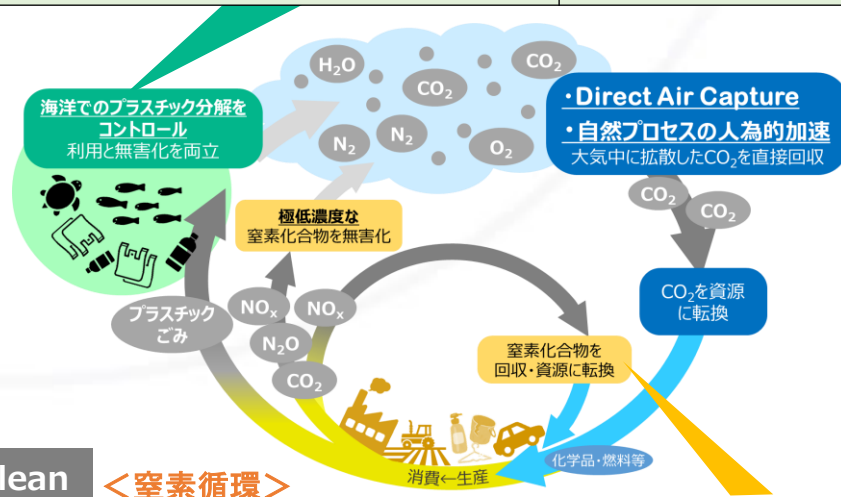 H₂O
CO₂
CO₂
N₂
N₂
O₂
海洋でのプラスチック分解を
コントロール
利用と無害化を両立
・Direct Air Capture
・自然プロセスの人為的加速
大気中に拡散したCO₂を直接回収
CO₂
CO₂
極低濃度な
窒素化合物を無害化
プラスチック
ごみ
NOx
NOx
N₂O
CO₂
CO₂を資源
に転換
窒素化合物を
回収・資源に転換
化学品・燃料等
消費←生産
lean
＜窒素循環＞